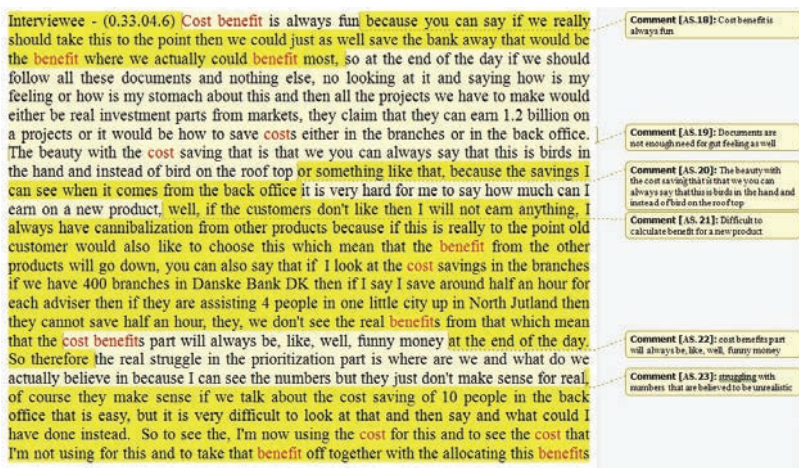 Interviewee - (0.33.04.6) Cost benefit is always fun because you can say if we really
should take this to the point then we could just as well save the bank away that would be
the benefit where we actually could benefit most, so at the end of the day if we should
follow all these documents and nothing else, no looking at it and saying how is my
feeling or how is my stomach about this and then all the projects we have to make would
either be real investment parts from markets, they claim that they can earn 1.2 billion on
a projects or it would be how to save costs either in the branches or in the back office.
The beauty with the cost saving that is that we you can always say that this is birds in
the hand and instead of bird on the roof top or something like that, because the savings I
can see when it comes from the back office it is very hard for me to say how much can I
earn on a new product, well, if the customers don't like then I will not earn anything, I
always have cannibalization from other products because if this is really to the point old
customer would also like to choose this which mean that the benefit from the other
products will go down, you can also say that if I look at the cost savings in the branches
if we have 400 branches in Danske Bank DK then if I say I save around half an hour for
each adviser then if they are assisting 4 people in one little city up in North Jutland then
they cannot save half an hour, they, we don't see the real benefits from that which mean
that the cost benefits part will always be, like, well, funny money at the end of the day.
So therefore the real struggle in the prioritization part is where are we and what do we
actually believe in because I can see the numbers but they just don't make sense for real,
of course they make sense if we talk about the cost saving of 10 people in the back
office that is easy, but it is very difficult to look at that and then say and what could I
have done instead. So to see the, I'm now using the cost for this and to see the cost that
I'm not using for this and to take that benefit off together with the allocating this benefits
Comment [AS.18]: Cost benefit is
always fun
Comment [AS.19]: Documents are
not enough need for gut feeling as well
Comment [AS.20]: The beauty with
the cost saving that is that we you can
always say that this is birds in the hand and
instead of bird on the roof top
Comment [AS.21]: Difficult to
calculate benefit for a new product
Comment [AS.22]: cost benefits part
will always be, like, well, funny money
Comment [AS.23]: struggling with
numbers that are believed to be unrealistic